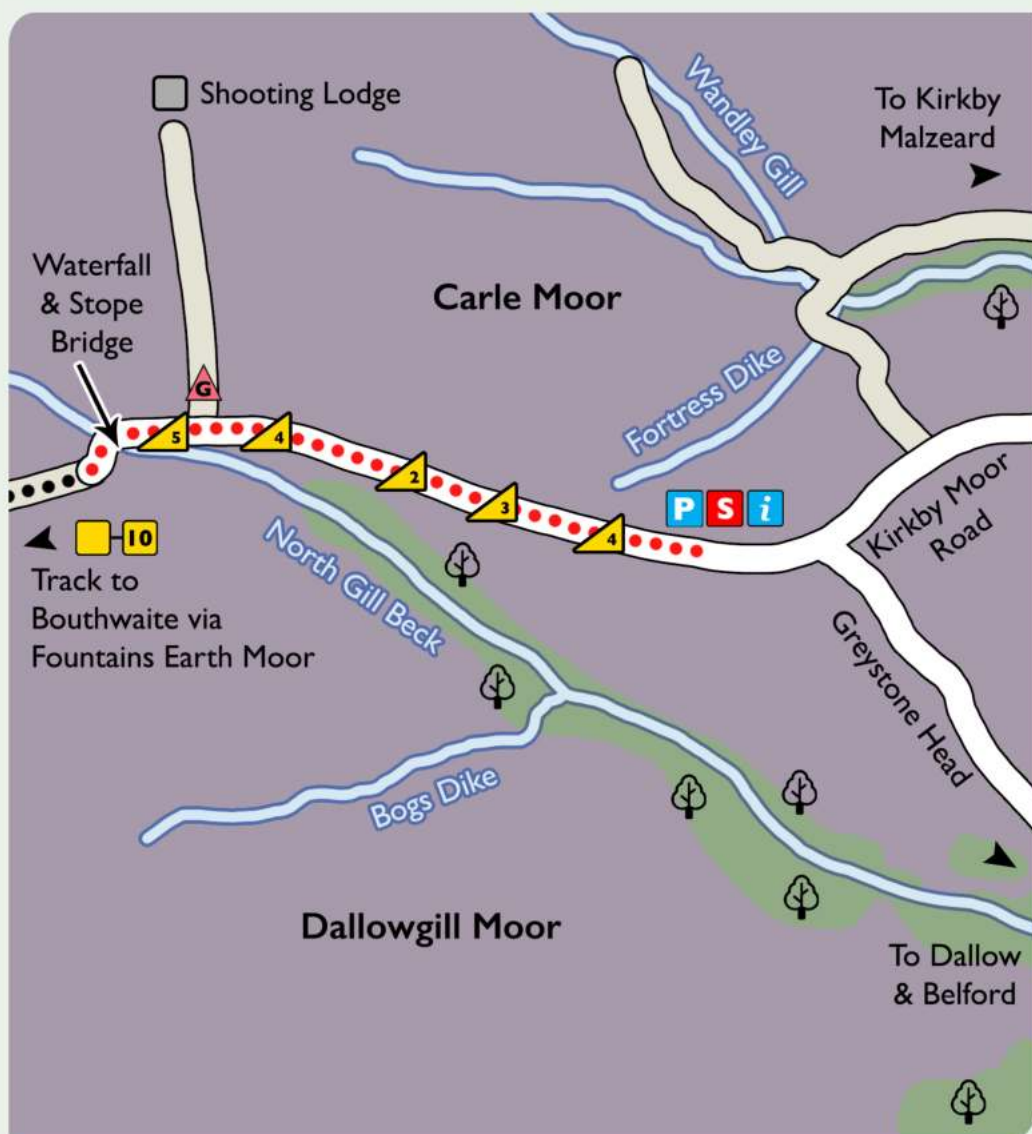 Shooting Lodge
Wandley Gill
To Kirkby
Malzeard
Waterfall
& Stope
Bridge
Carle Moor
G
Fortress Dike
5
4
2
3
4
P S i
Kirkby Moor
Road
10
Track to
Bouthwaite via
Fountains Earth Moor
North Gill Beck
Greystone Head
Bogs Dike
Dallowgill Moor
To Dallow
& Belford